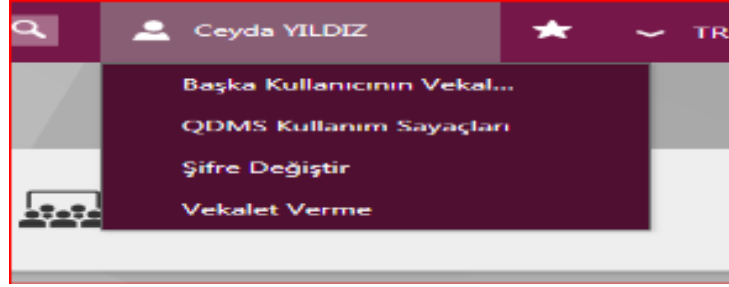 Ceyda YILDIZ
TR
Başka Kullanıcının Vekal...
QDMS Kullanım Sayaçları
Şifre Değiştir
Vekalet Verme